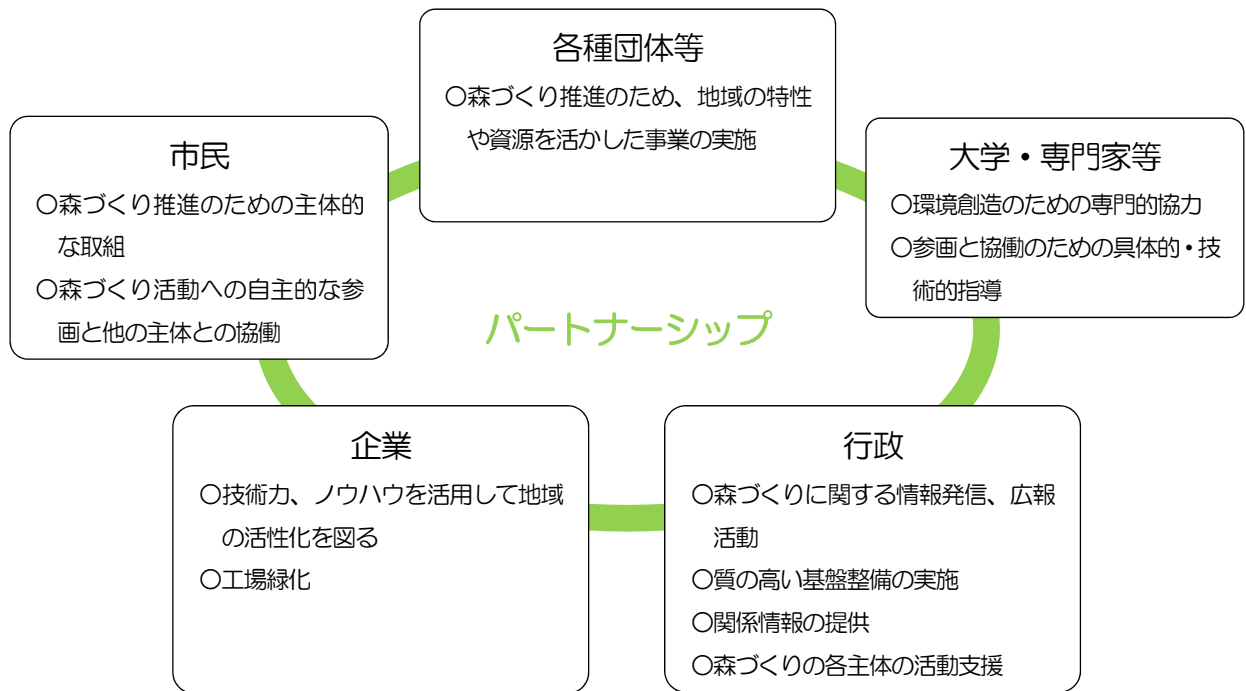 各種団体等
○森づくり推進のため、地域の特性
や資源を活かした事業の実施
市民
○森づくり推進のための主体的
な取組
○森づくり活動への自主的な参
画と他の主体との協働
大学・専門家等
○環境創造のための専門的協力
○参画と協働のための具体的・技
術的指導
パートナーシップ
企業
○技術力、ノウハウを活用して地域
の活性化を図る
○工場緑化
行政
○森づくりに関する情報発信、広報
活動
○質の高い基盤整備の実施
○関係情報の提供
○森づくりの各主体の活動支援